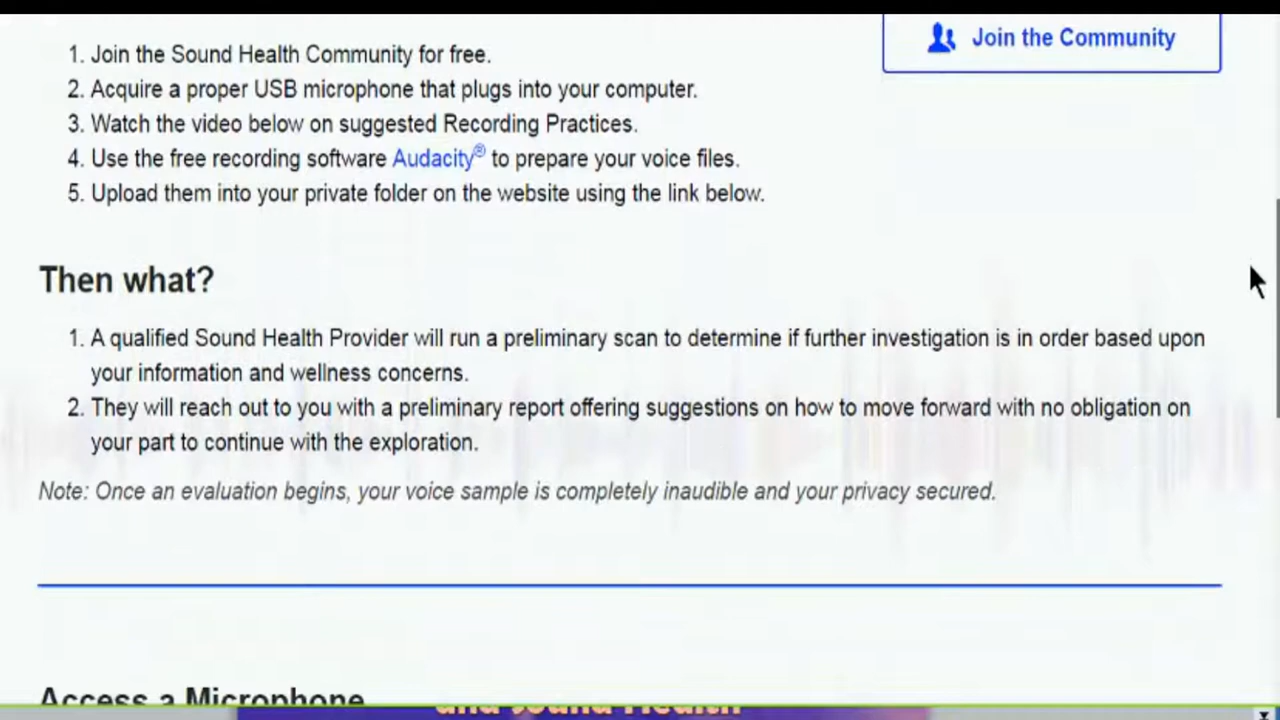 Join the Community
1. Join the Sound Health Community for free.
2. Acquire a proper USB microphone that plugs into your computer.
3. Watch the video below on suggested Recording Practices.
4. Use the free recording software Audacity® to prepare your voice files.
5. Upload them into your private folder on the website using the link below.
Then what?
1. A qualified Sound Health Provider will run a preliminary scan to determine if further investigation is in order based upon
your information and wellness concerns.
2. They will reach out to you with a preliminary report offering suggestions on how to move forward with no obligation on
your part to continue with the exploration.
Note: Once an evaluation begins, your voice sample is completely inaudible and your privacy secured.
Access a Microphone
and Sound Health